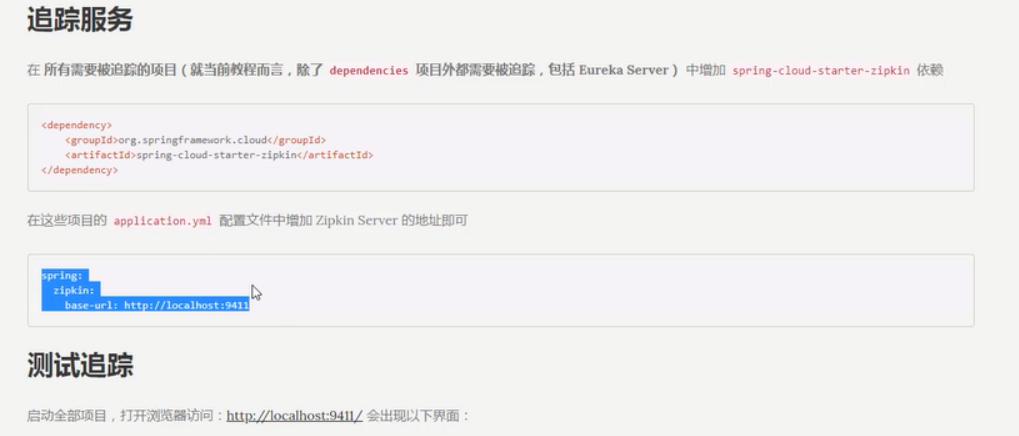 追踪服务
在 所有需要被追踪的项目（就当前教程而言，除了 dependencies 项目外都需要被追踪，包括 Eureka Server） 中增加 spring-cloud-starter-zipkin 依赖
<dependency>
    <groupId>org.springframework.cloud</groupId>
    <artifactId>spring-cloud-starter-zipkin</artifactId>
</dependency>
在这些项目的 application.yml 配置文件中增加 Zipkin Server 的地址即可
spring:
  zipkin:
    base-url: http://localhost:9411
测试追踪
启动全部项目，打开浏览器访问：http://localhost:9411/ 会出现以下界面：